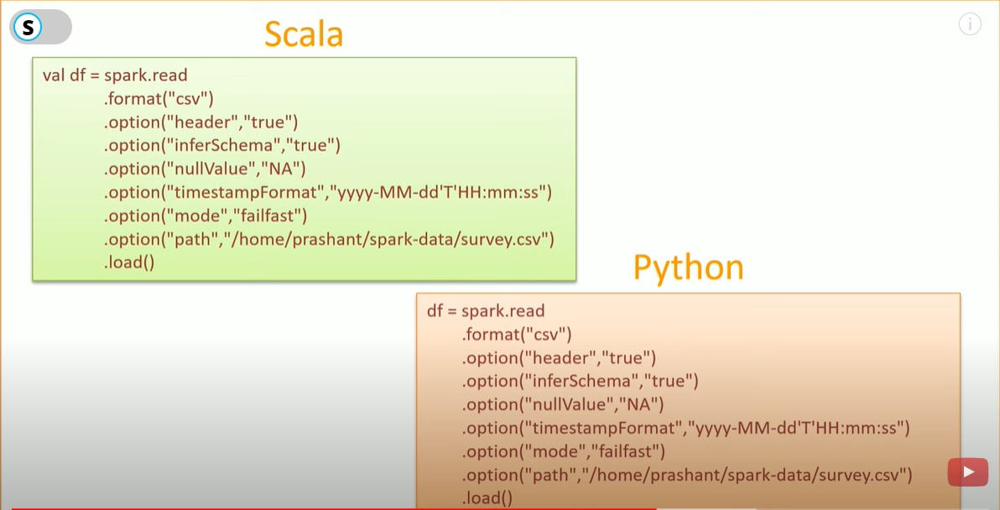 S
Scala
val df = spark.read
.format("csv")
.option("header","true")
.option("inferSchema","true")
.option("nullValue","NA")
.option("timestampFormat","yyyy-MM-dd'T'HH:mm:ss")
.option("mode","failfast")
.option("path","/home/prashant/spark-data/survey.csv")
.load()
Python
df = spark.read
.format("csv")
.option("header","true")
.option("inferSchema","true")
.option("nullValue","NA")
.option("timestampFormat","yyyy-MM-dd'T'HH:mm:ss")
.option("mode","failfast")
.option("path","/home/prashant/spark-data/survey.csv")
.load()